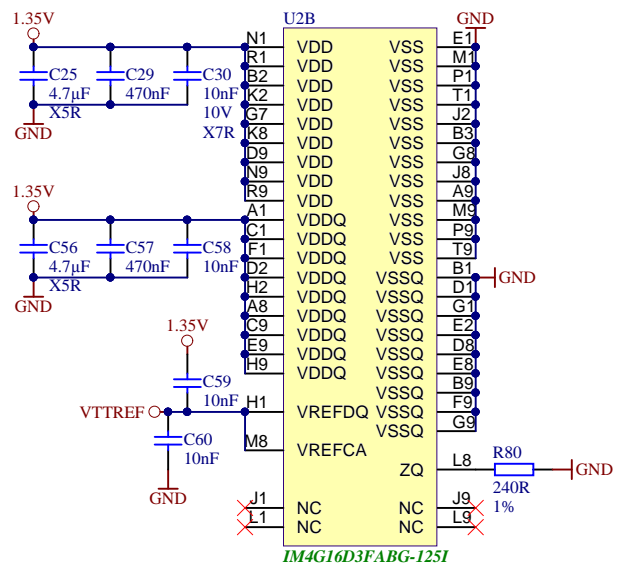 1.35V
U2B
GND
N1 VDD VSS E1
R1 VDD VSS M1
C25 C29 C30 B2 VDD VSS P1
4.7µF 470nF 10nF K2 VDD VSS T1
X5R 10V G7 VDD VSS J2
GND X7R K8 VDD VSS B3
D9 VDD VSS G8
N9 VDD VSS J8
R9 VDD VSS A9
1.35V A1 VDDQ VSS M9
C1 VDDQ VSS P9
C56 C57 C58 F1 VDDQ VSS T9
4.7µF 470nF 10nF D2 VDDQ VSSQ B1 GND
X5R H2 VDDQ VSSQ D1
GND A8 VDDQ VSSQ G1
1.35V C9 VDDQ VSSQ E2
E9 VDDQ VSSQ D8
H9 VDDQ VSSQ E8
C59 VSSQ B9
10nF
VTTREF H1 VREFDQ VSSQ F9
VSSQ G9
C60 M8 VREFCA
10nF
ZQ L8 R80 GND
GND 240R
J1 NC NC J9 1%
L1 NC NC L9
IM4G16D3FABG-125I